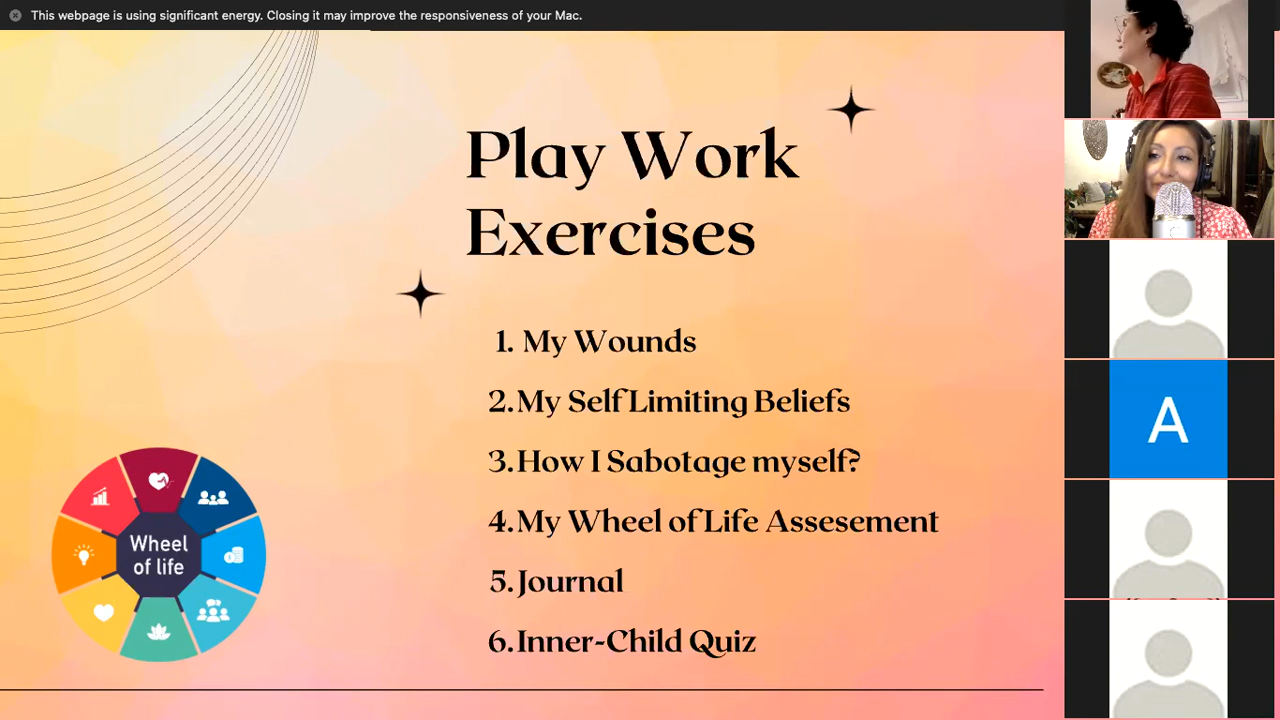 This webpage is using significant energy. Closing it may improve the responsiveness of your Mac.
Play Work
Exercises
1. My Wounds
2. My Self Limiting Beliefs
3. How I Sabotage myself?
4. My Wheel of Life Assesement
5. Journal
6. Inner-Child Quiz
Wheel
of life
A